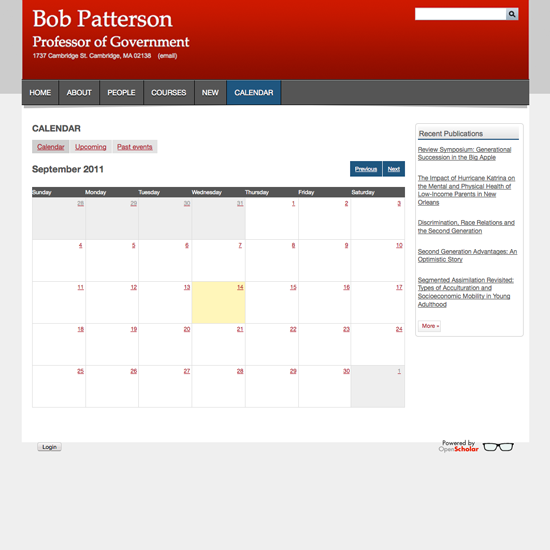 Bob Patterson
Professor of Government
1737 Cambridge St. Cambridge, MA 02138 (email)
HOME ABOUT PEOPLE COURSES NEW CALENDAR
CALENDAR
Calendar Upcoming Past events
September 2011
Previous Next
Sunday Monday Tuesday Wednesday Thursday Friday Saturday
28 29 30 31 1 2 3
4 5 6 7 8 9 10
11 12 13 14 15 16 17
18 19 20 21 22 23 24
25 26 27 28 29 30 1
Recent Publications
Review Symposium: Generational
Succession in the Big Apple
The Impact of Hurricane Katrina on
the Mental and Physical Health of
Low-Income Parents in New
Orleans
Discrimination, Race Relations and
the Second Generation
Second Generation Advantages: An
Optimistic Story
Segmented Assimilation Revisited:
Types of Acculturation and
Socioeconomic Mobility in Young
Adulthood
More »
Login
Powered by
OpenScholar